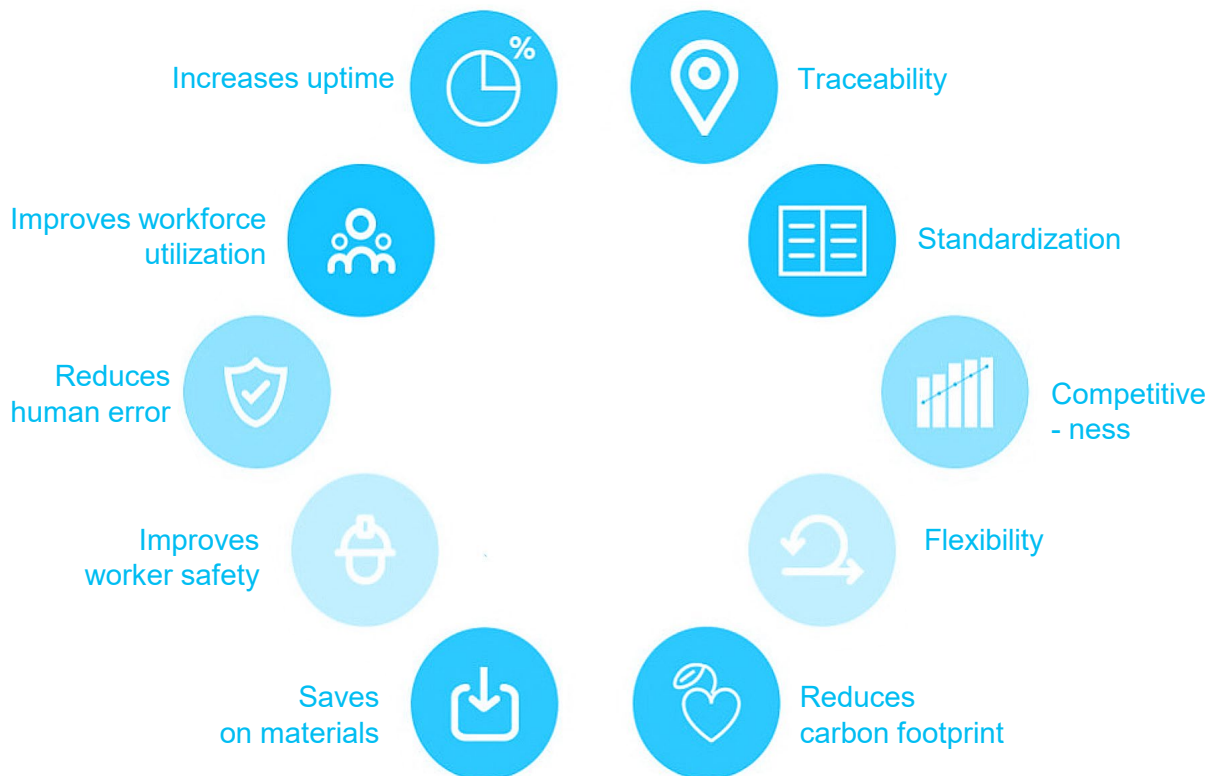 %
Increases uptime
Traceability
Improves workforce
utilization
Standardization
Reduces
human error
Competitive
- ness
Improves
worker safety
Flexibility
Saves
on materials
Reduces
carbon footprint